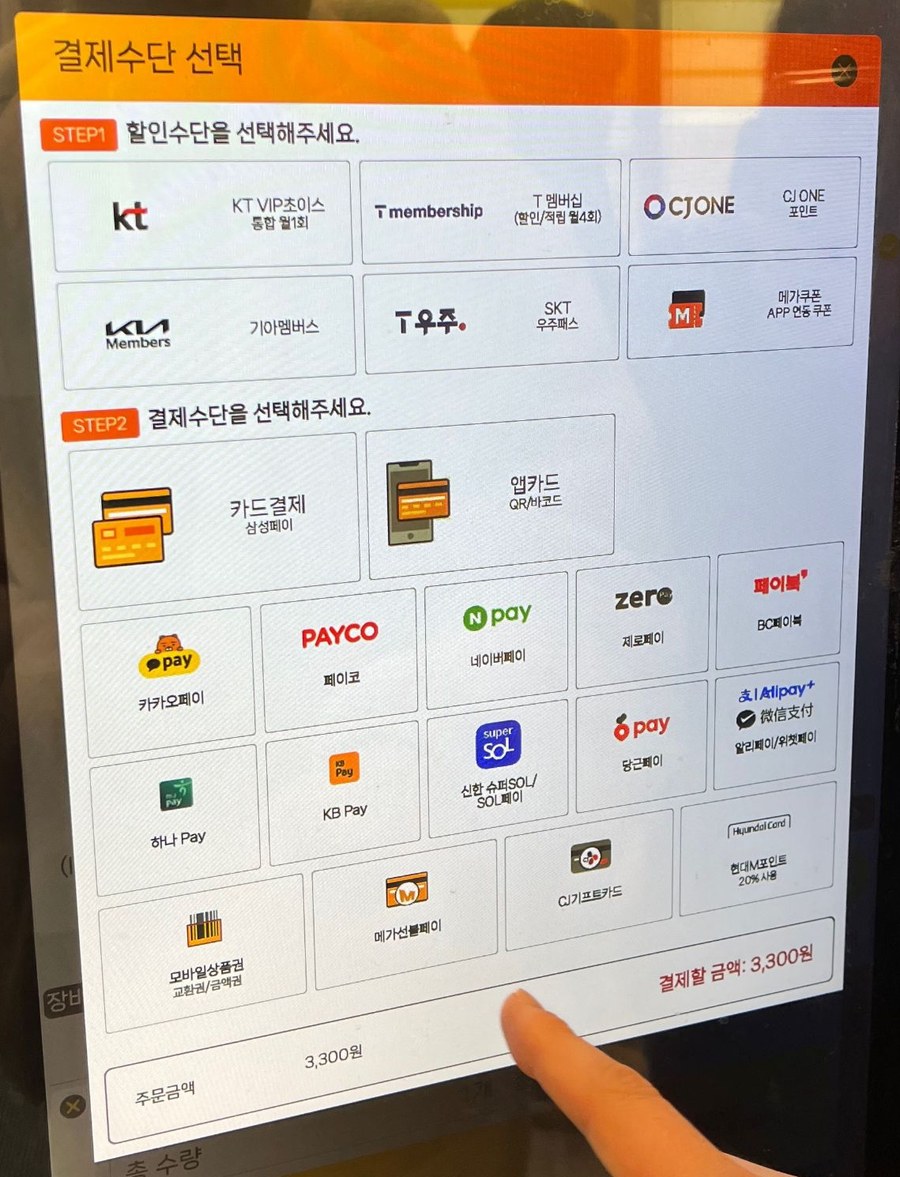 결제수단 선택
STEP1 할인수단을 선택해주세요.
kt KT VIP초이스
통합 월1회
T membership T 멤버십
(할인/적립 월4회)
CJ ONE CJ ONE
포인트
KIA
Members 기아멤버스
T우주. SKT
우주패스
M 메가쿠폰
APP 연동 쿠폰
STEP2 결제수단을 선택해주세요.
카드결제
삼성페이
앱카드
QR/바코드
pay
카카오페이
PAYCO
페이코
N pay
네이버페이
zero Pay
제로페이
페이북
BC페이북
pay
하나 Pay
KB
Pay
KB Pay
super
SOL
신한 슈퍼SOL/
SOL페이
pay
당근페이
支 Alipay+
微信支付
알리페이/위챗페이
모바일상품권
교환권/금액권
M
메가선불페이
CJ기프트카드
Hyundai Card
현대M포인트
20% 사용
결제할 금액: 3,300원
주문금액 3,300원
장바
총 수량